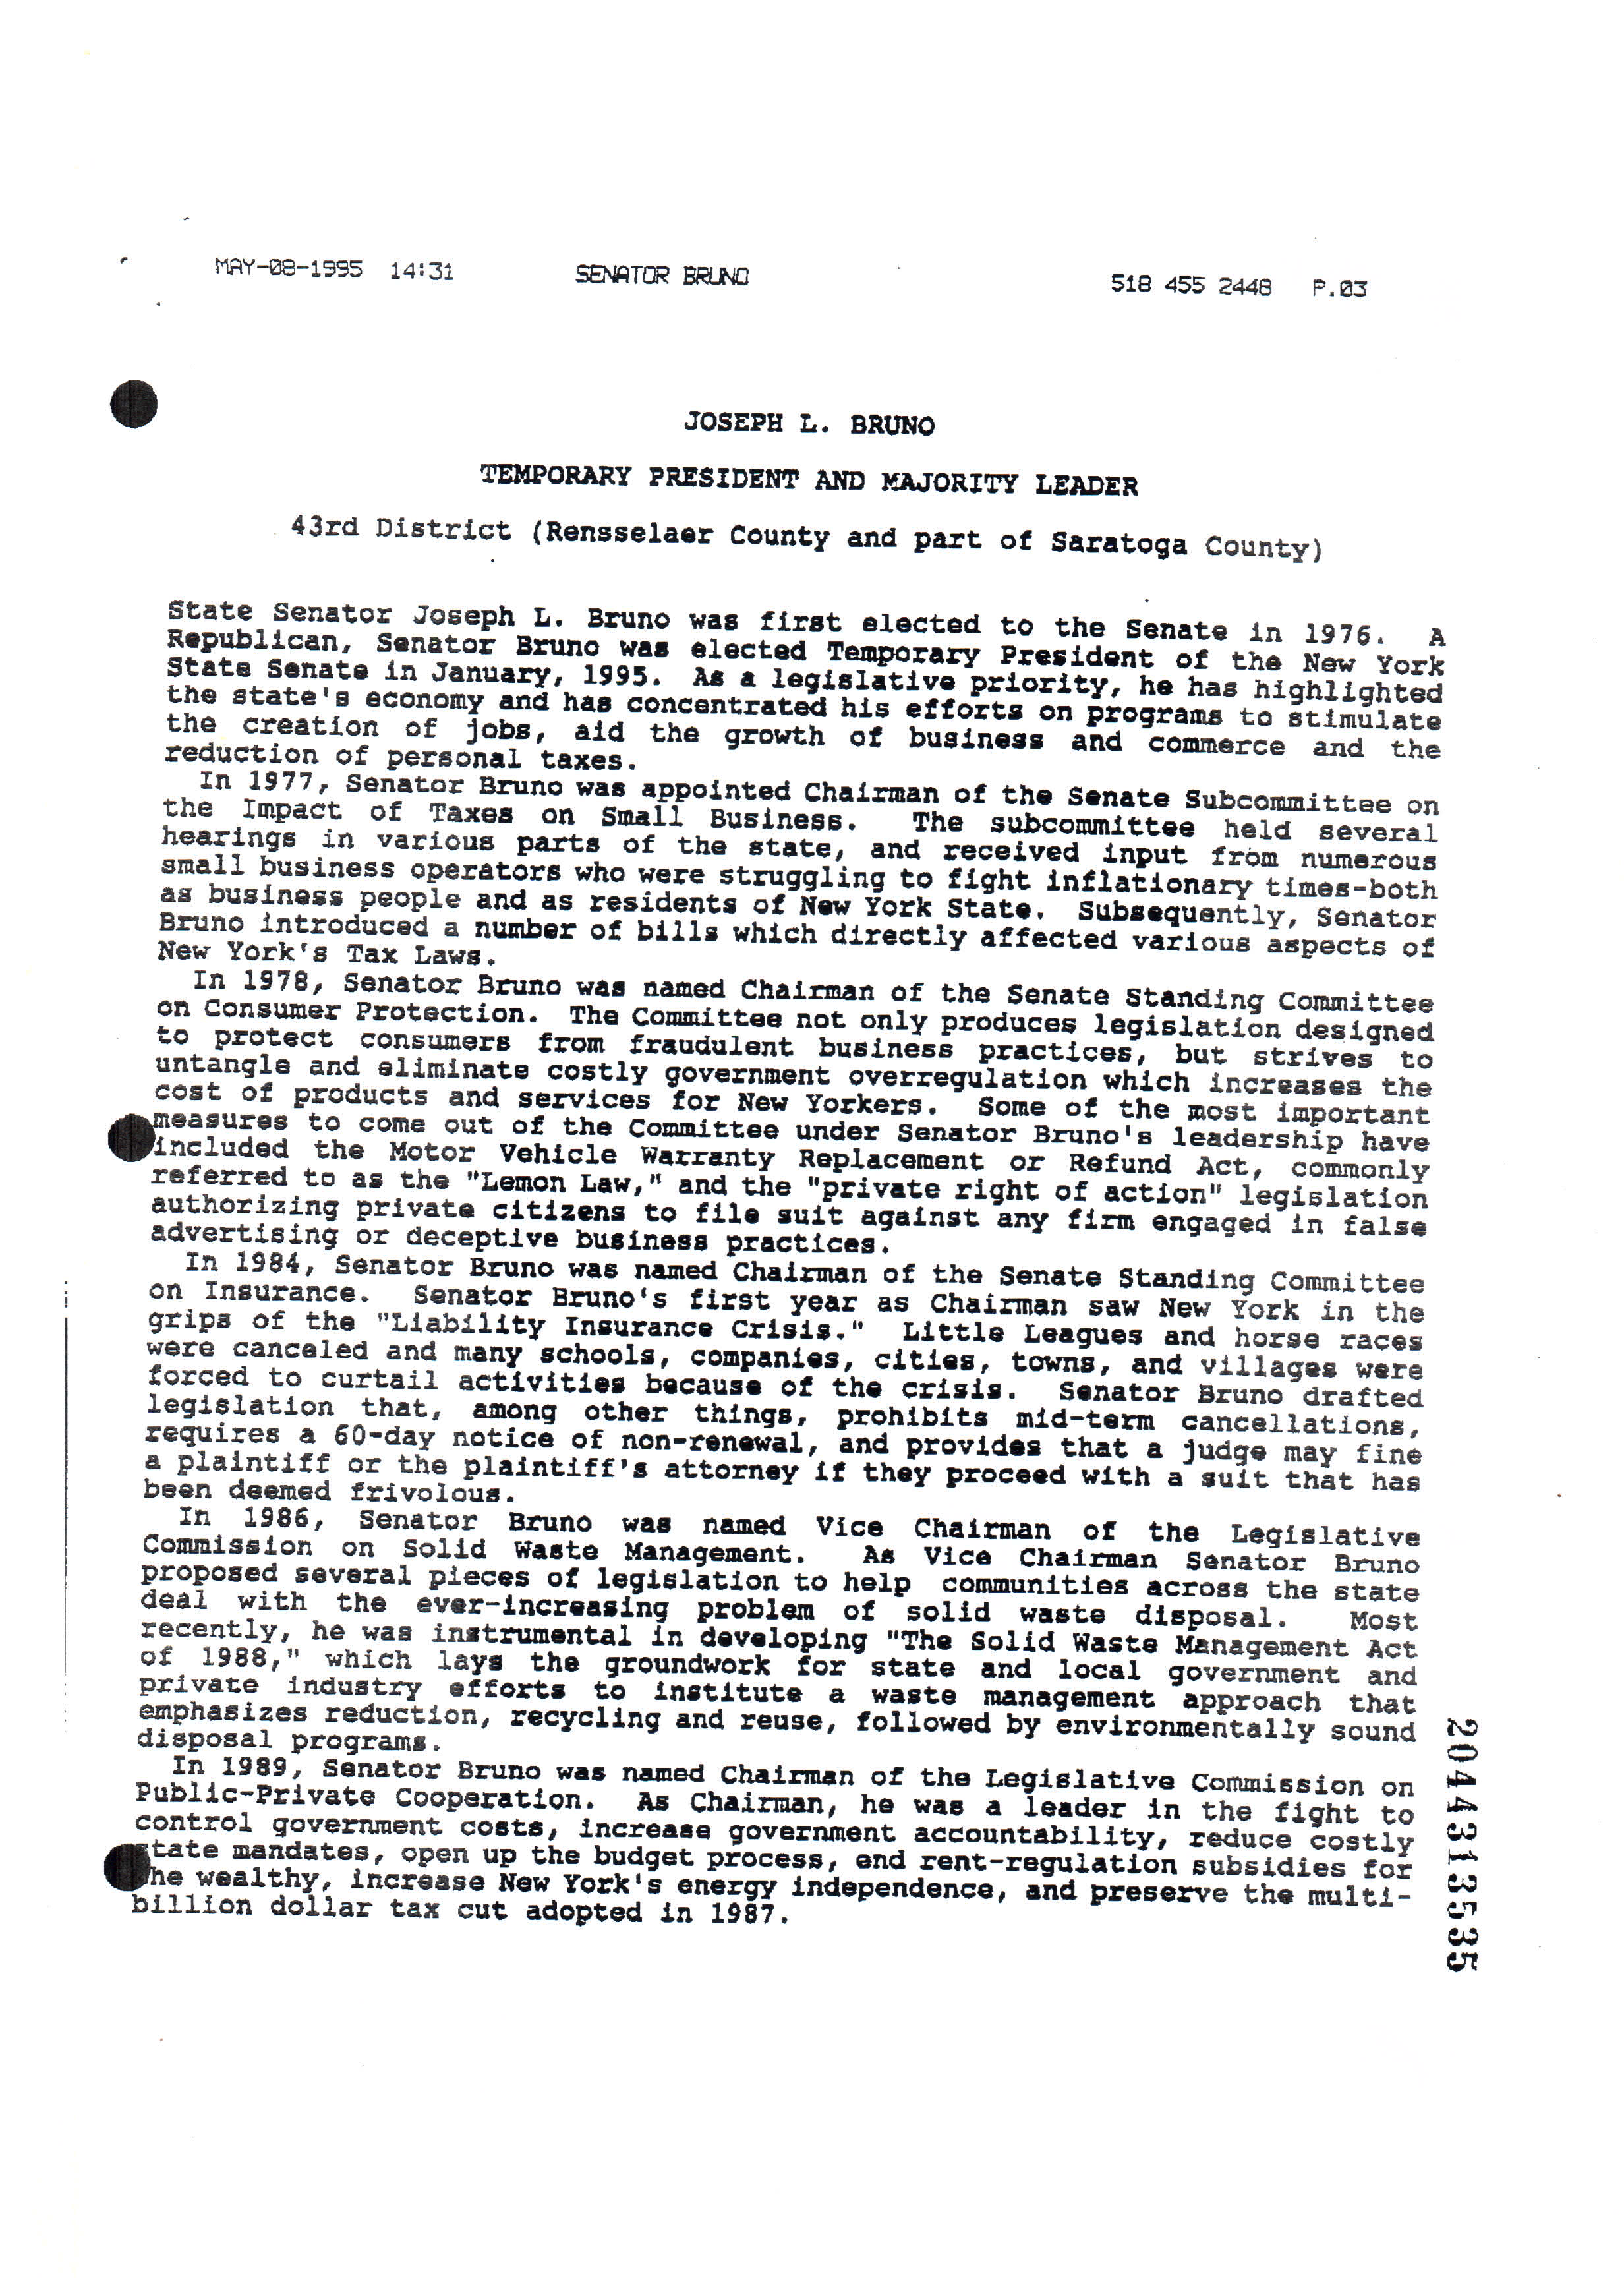 MAY-08-1995 14:31 SENATOR BRUNO 518 455 2448 P.03
JOSEPH L. BRUNO
TEMPORARY PRESIDENT AND MAJORITY LEADER
43rd District (Rensselaer County and part of Saratoga County)
State Senator Joseph L. Bruno was first elected to the Senate in 1976. A
Republican, Senator Bruno was elected Temporary President of the New York
State Senate in January, 1995. As a legislative priority, he has highlighted
the state's economy and has concentrated his efforts on programs to stimulate
the creation of jobs, aid the growth of business and commerce and the
reduction of personal taxes.
In 1977, Senator Bruno was appointed Chairman of the Senate Subcommittee on
the Impact of Taxes on Small Business. The subcommittee held several
hearings in various parts of the state, and received input from numerous
small business operators who were struggling to fight inflationary times-both
as business people and as residents of New York State. Subsequently, Senator
Bruno introduced a number of bills which directly affected various aspects of
New York's Tax Laws.
In 1978, Senator Bruno was named Chairman of the Senate Standing Committee
on Consumer Protection. The Committee not only produces legislation designed
to protect consumers from fraudulent business practices, but strives to
untangle and eliminate costly government overregulation which increases the
cost of products and services for New Yorkers. Some of the most important
measures to come out of the Committee under Senator Bruno's leadership have
included the Motor Vehicle Warranty Replacement or Refund Act, commonly
referred to as the "Lemon Law," and the "private right of action" legislation
authorizing private citizens to file suit against any firm engaged in false
advertising or deceptive business practices.
In 1984, Senator Bruno was named Chairman of the Senate Standing Committee
on Insurance. Senator Bruno's first year as Chairman saw New York in the
grips of the "Liability Insurance Crisis." Little Leagues and horse races
were canceled and many schools, companies, cities, towns, and villages were
forced to curtail activities because of the crisis. Senator Bruno drafted
legislation that, among other things, prohibits mid-term cancellations,
requires a 60-day notice of non-renewal, and provides that a judge may fine
a plaintiff or the plaintiff's attorney if they proceed with a suit that has
been deemed frivolous.
In 1986, Senator Bruno was named Vice Chairman of the Legislative
Commission on Solid Waste Management. As Vice Chairman Senator Bruno
proposed several pieces of legislation to help communities across the state
deal with the ever-increasing problem of solid waste disposal. Most
recently, he was instrumental in developing "The Solid Waste Management Act
of 1988," which lays the groundwork for state and local government and
private industry efforts to institute a waste management approach that
emphasizes reduction, recycling and reuse, followed by environmentally sound
disposal programs.
In 1989, Senator Bruno was named Chairman of the Legislative Commission on
Public-Private Cooperation. As Chairman, he was a leader in the fight to
control government costs, increase government accountability, reduce costly
state mandates, open up the budget process, end rent-regulation subsidies for
the wealthy, increase New York's energy independence, and preserve the multi-
billion dollar tax cut adopted in 1987.
2044313535